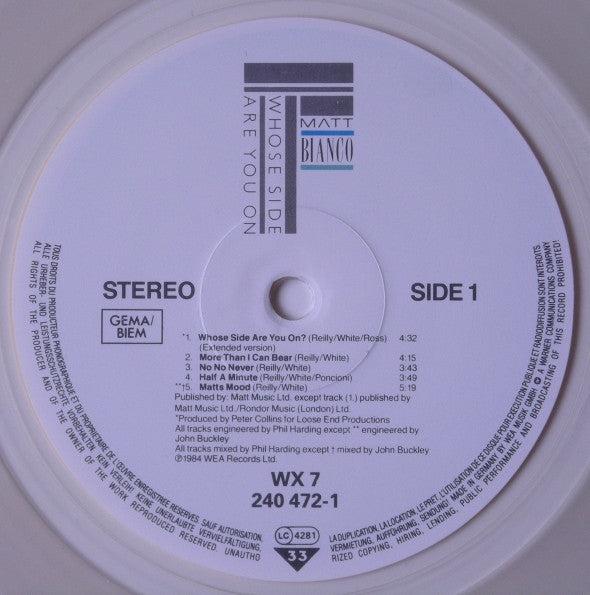 WHOSE SIDE
ARE YOU ON
MATT
BIANCO
STEREO
SIDE 1
GEMA/
BIEM
*1. Whose Side Are You On? (Reilly/White/Ross) 4:32
(Extended version)
2. More Than I Can Bear (Reilly/White) 4:15
3. No No Never (Reilly/White) 3:43
4. Half A Minute (Reilly/White/Poncioni) 3:49
**†5. Matts Mood (Reilly/White) 5:19
Published by: Matt Music Ltd. except track (1.) published by
Matt Music Ltd./Rondor Music (London) Ltd.
*Produced by Peter Collins for Loose End Productions
All tracks engineered by Phil Harding except ** engineered by
John Buckley
All tracks mixed by Phil Harding except † mixed by John Buckley
℗1984 WEA Records Ltd.
WX 7
240 472-1
LC 4281
33
TOUS DROITS DU PRODUCTEUR PHONOGRAPHIQUE ET DU PROPRIETAIRE DE L'ŒUVRE ENREGISTREE RESERVES. SAUF AUTORISATION,
LA DUPLICATION, LA LOCATION, LE PRET, L'UTILISATION DE CE DISQUE POUR EXECUTION PUBLIQUE ET RADIODIFFUSION SONT INTERDITS.
ALLE URHEBER- UND LEISTUNGSSCHUTZRECHTE VORBEHALTEN. KEIN VERLEIH! KEINE UNERLAUBTE VERVIELFÄLTIGUNG,
VERMIETUNG, AUFFÜHRUNG, SENDUNG! MADE IN GERMANY BY WEA MUSIK GMBH A WARNER COMMUNICATIONS COMPANY
ALL RIGHTS OF THE PRODUCER AND OF THE OWNER OF THE WORK REPRODUCED RESERVED. UNAUTHO
RIZED COPYING, HIRING, LENDING, PUBLIC PERFORMANCE AND BROADCASTING OF THIS RECORD PROHIBITED!